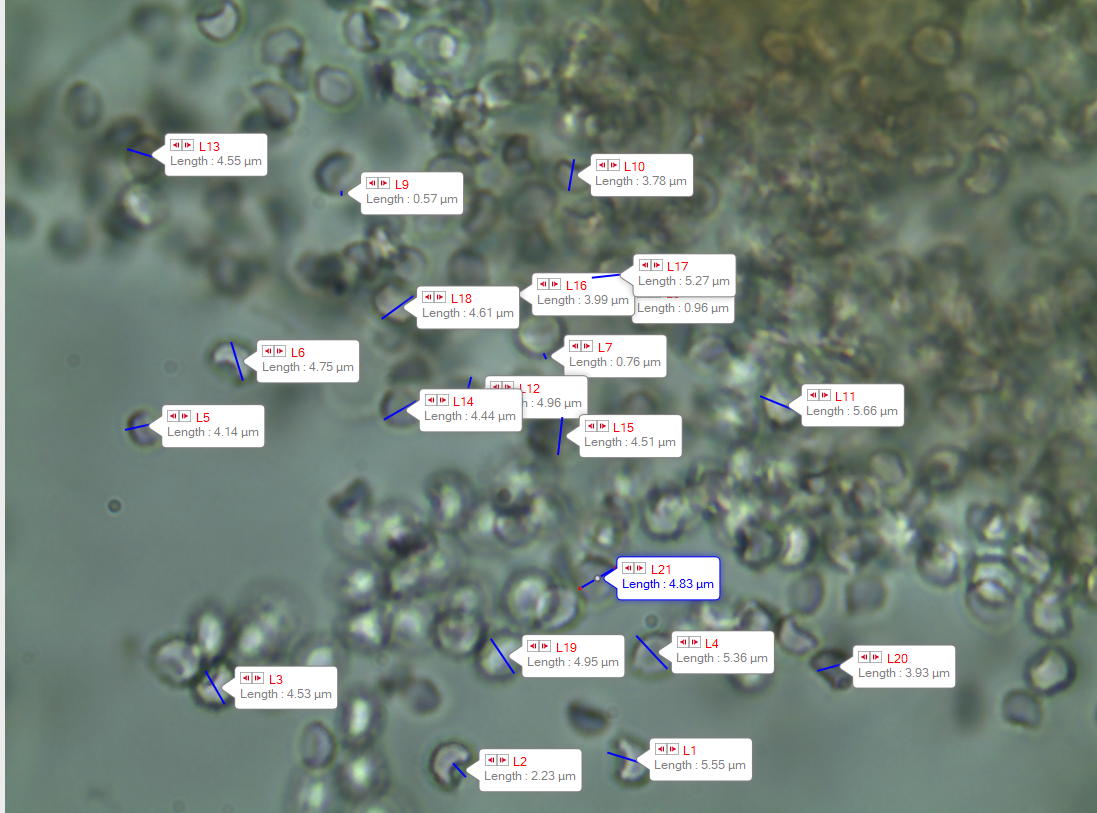 L13
Length : 4.55 µm
L9
Length : 0.57 µm
L10
Length : 3.78 µm
L17
Length : 5.27 µm
L16
Length : 3.99 µm
Length : 0.96 µm
L18
Length : 4.61 µm
L7
Length : 0.76 µm
L6
Length : 4.75 µm
L12
: 4.96 µm
L14
Length : 4.44 µm
L11
Length : 5.66 µm
L5
Length : 4.14 µm
L15
Length : 4.51 µm
L21
Length : 4.83 µm
L19
Length : 4.95 µm
L4
Length : 5.36 µm
L20
Length : 3.93 µm
L3
Length : 4.53 µm
L2
Length : 2.23 µm
L1
Length : 5.55 µm